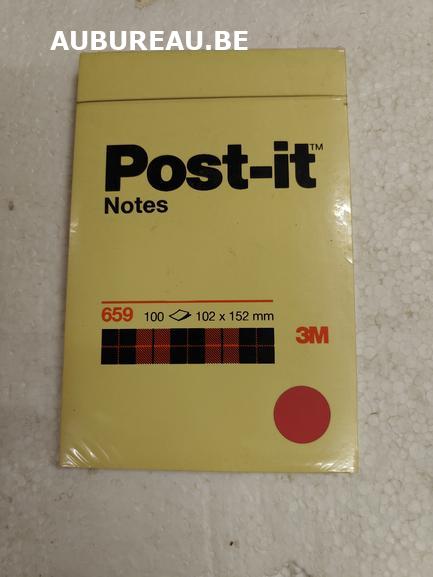 AUBUREAU.BE
Post-it™
Notes
659 100 102 x 152 mm
3M